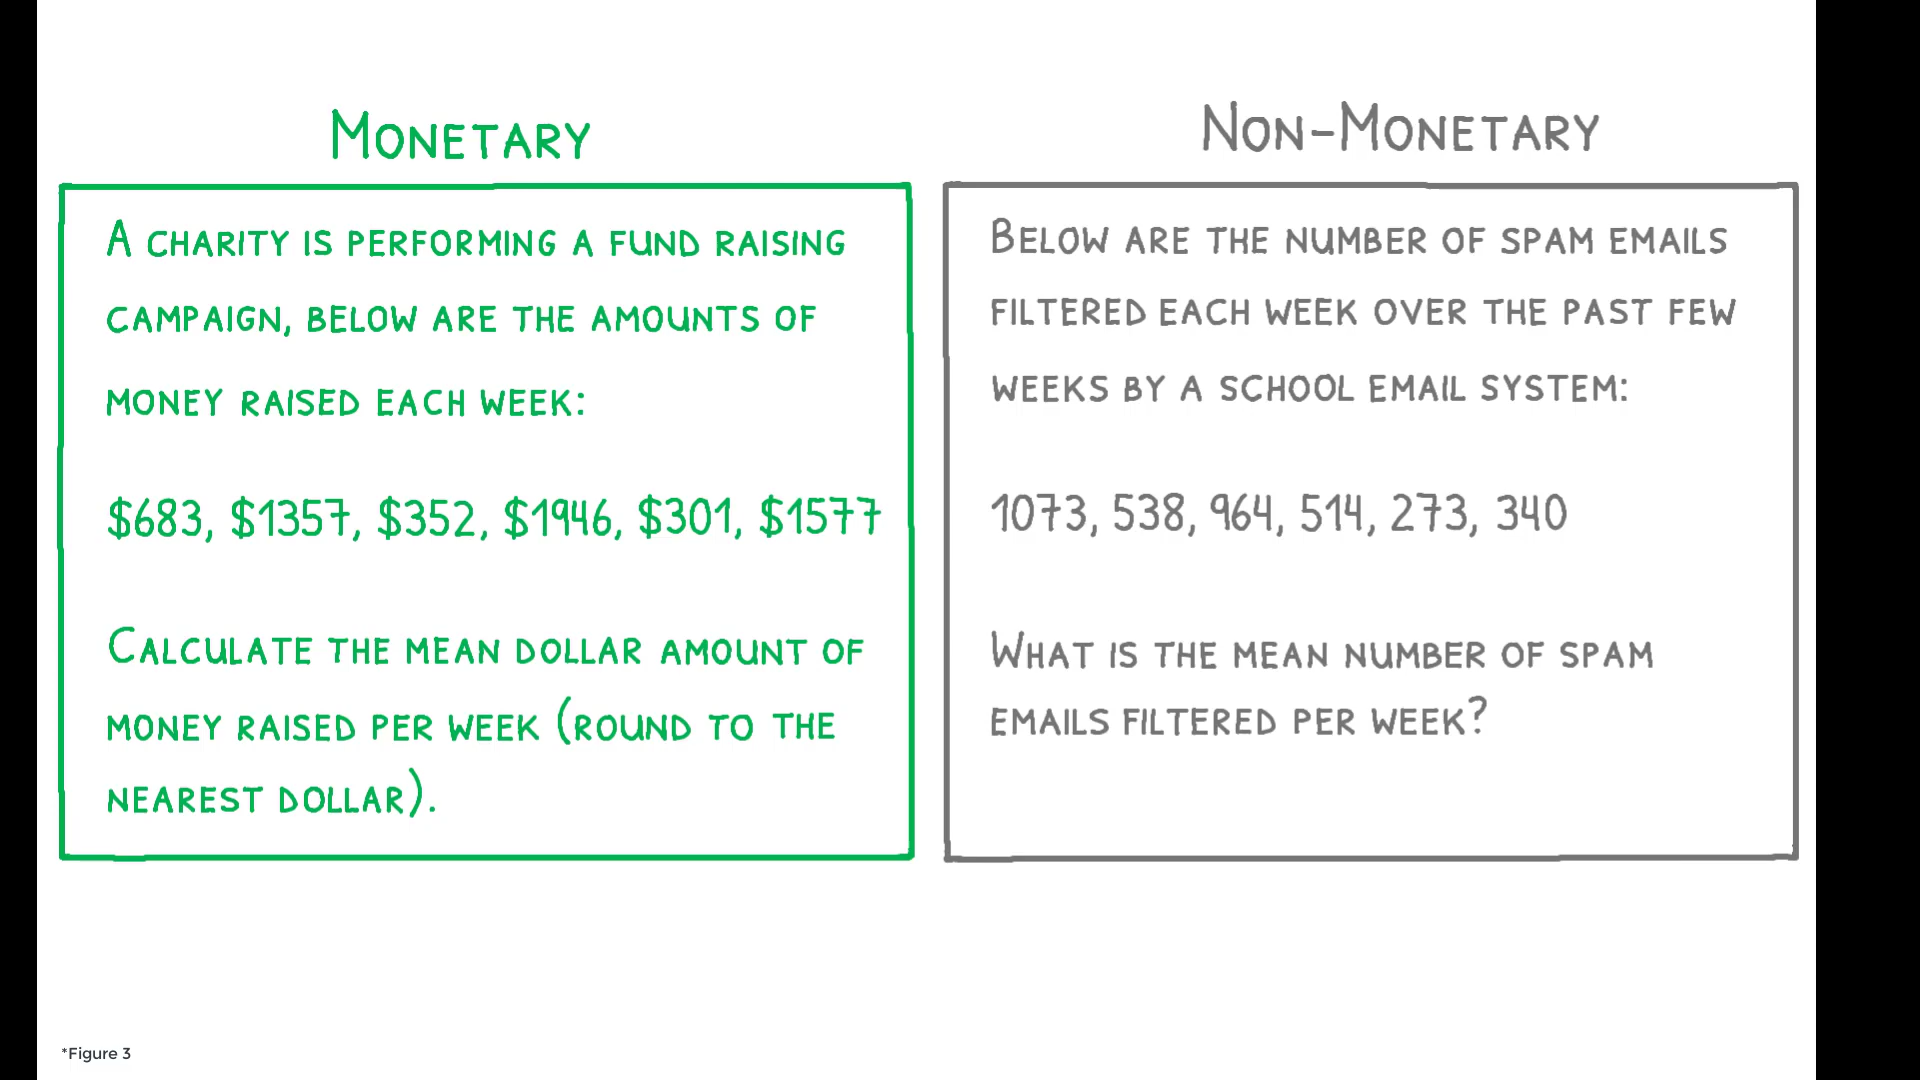 Monetary
A charity is performing a fund raising
campaign, below are the amounts of
money raised each week:
$683, $1357, $352, $1946, $301, $1577
Calculate the mean dollar amount of
money raised per week (round to the
nearest dollar).
Non-Monetary
Below are the number of spam emails
filtered each week over the past few
weeks by a school email system:
1073, 538, 964, 514, 273, 340
What is the mean number of spam
emails filtered per week?
*Figure 3